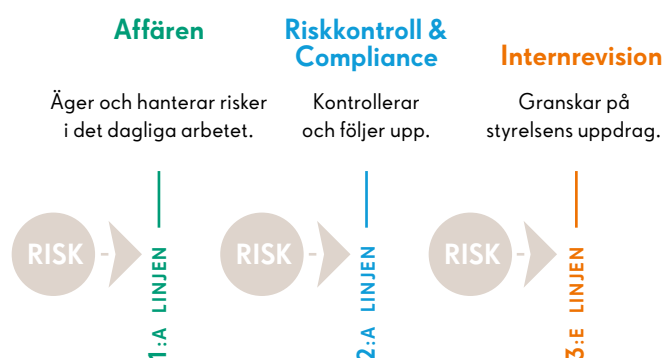 Affären
Äger och hanterar risker
i det dagliga arbetet.
Riskkontroll &
Compliance
Kontrollerar
och följer upp.
Internrevision
Granskar på
styrelsens uppdrag.
RISK
1:A LINJEN
RISK
2:A LINJEN
RISK
3:E LINJEN